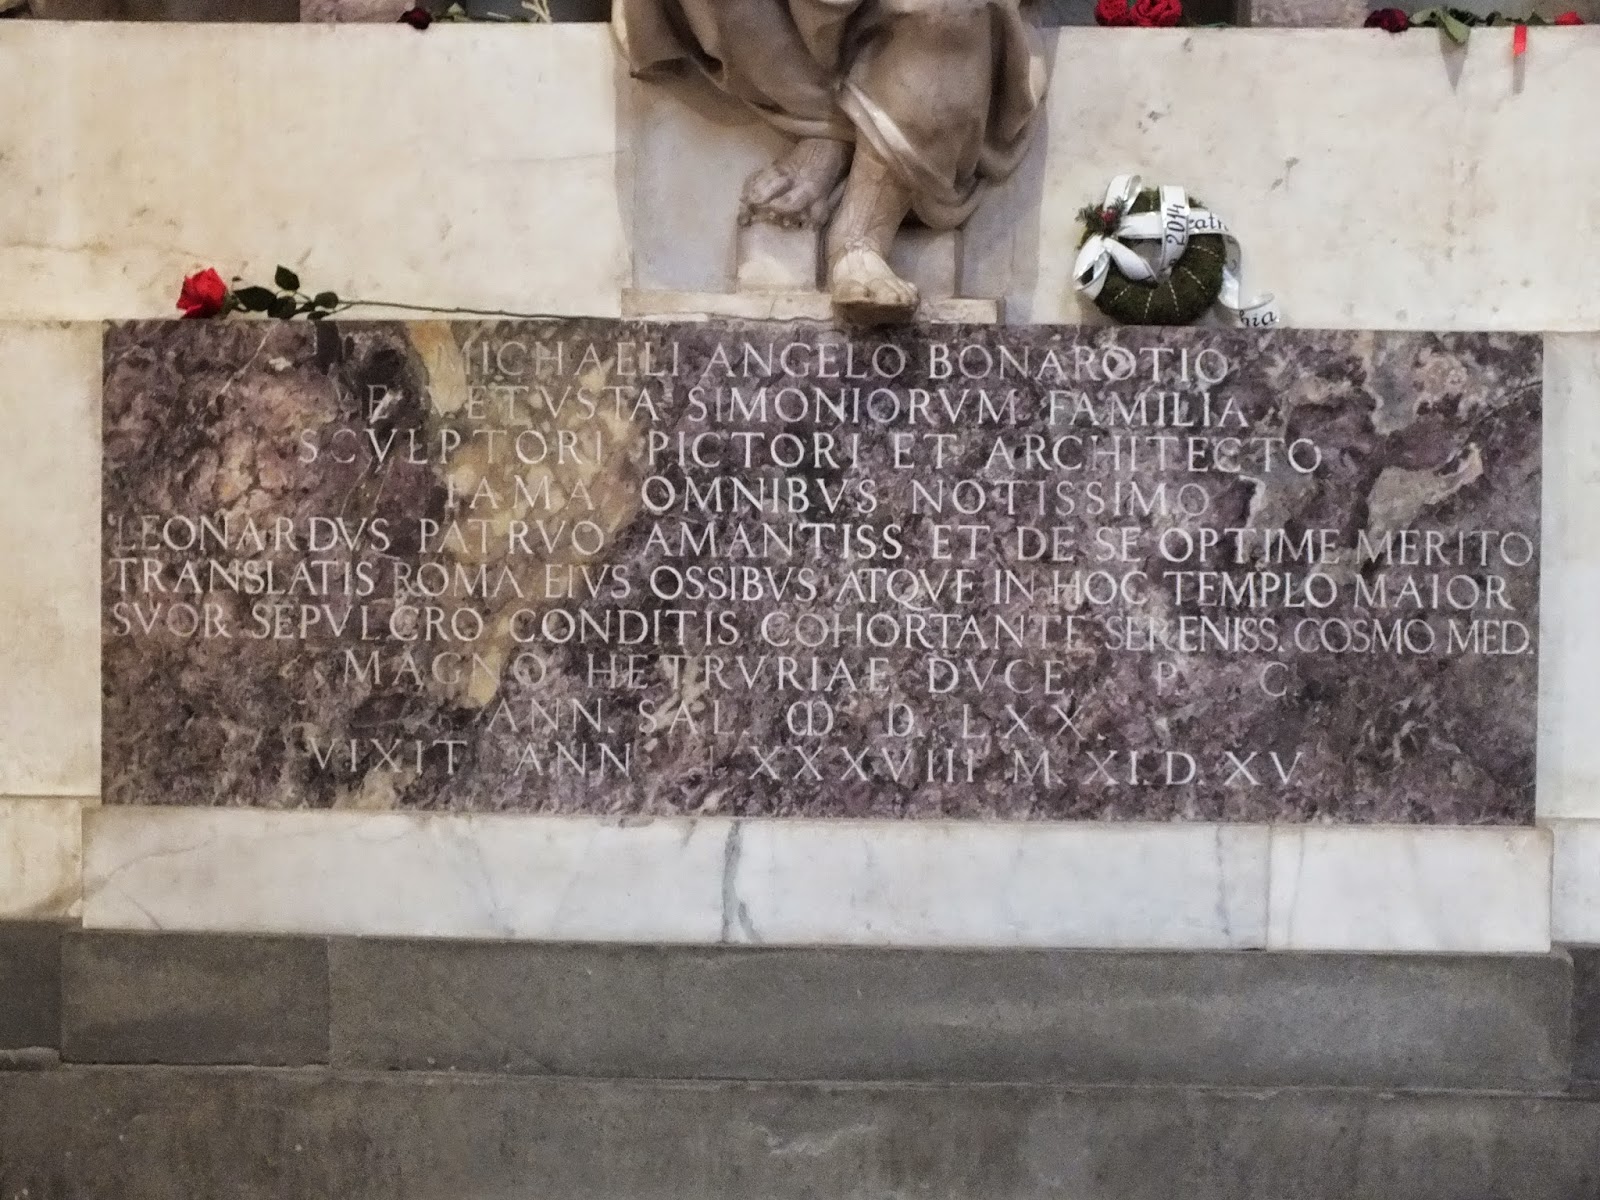 2014
MICHAELI ANGELO BONAROTIO
E VETVSTA SIMONIORVM FAMILIA
SCVLPTORI PICTORI ET ARCHITECTO
FAMA OMNIBVS NOTISSIMO
LEONARDVS PATRVO AMANTISS. ET DE SE OPTIME MERITO
TRANSLATIS ROMA EIVS OSSIBVS ATQVE IN HOC TEMPLO MAIOR
SVOR SEPVLCRO CONDITIS COHORTANTE SERENISS. COSMO MED.
MAGNO HETRVRIAE DVCE P. C.
ANN. SAL. ↀ. D. LXX
VIXIT ANN LXXXVIII M. XI. D. XV